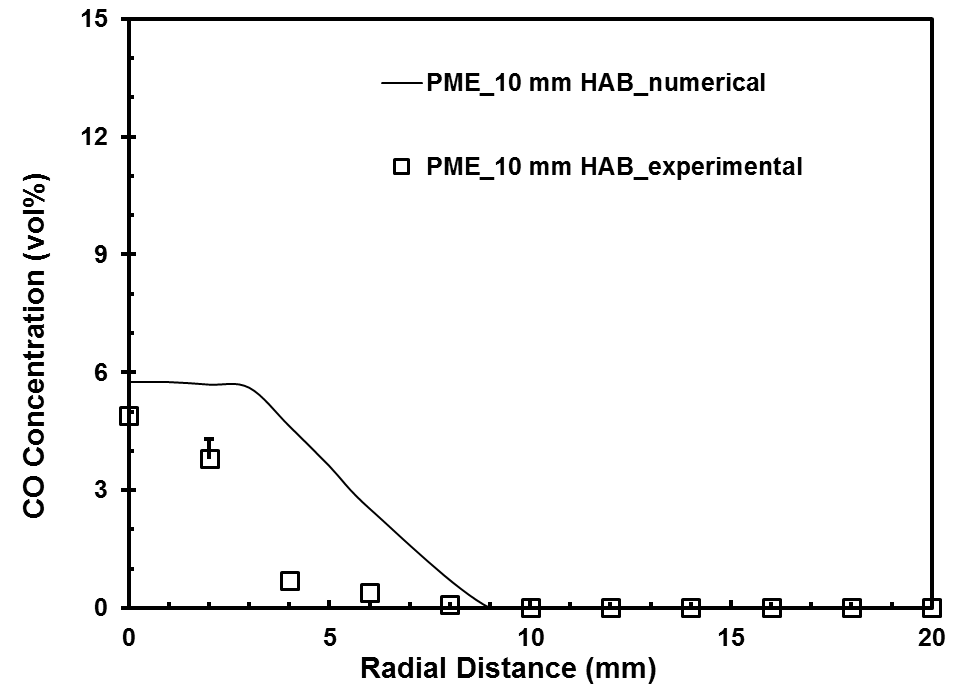 15
12
9
6
3
0
CO Concentration (vol%)
PME_10 mm HAB_numerical
PME_10 mm HAB_experimental
0 5 10 15 20
Radial Distance (mm)